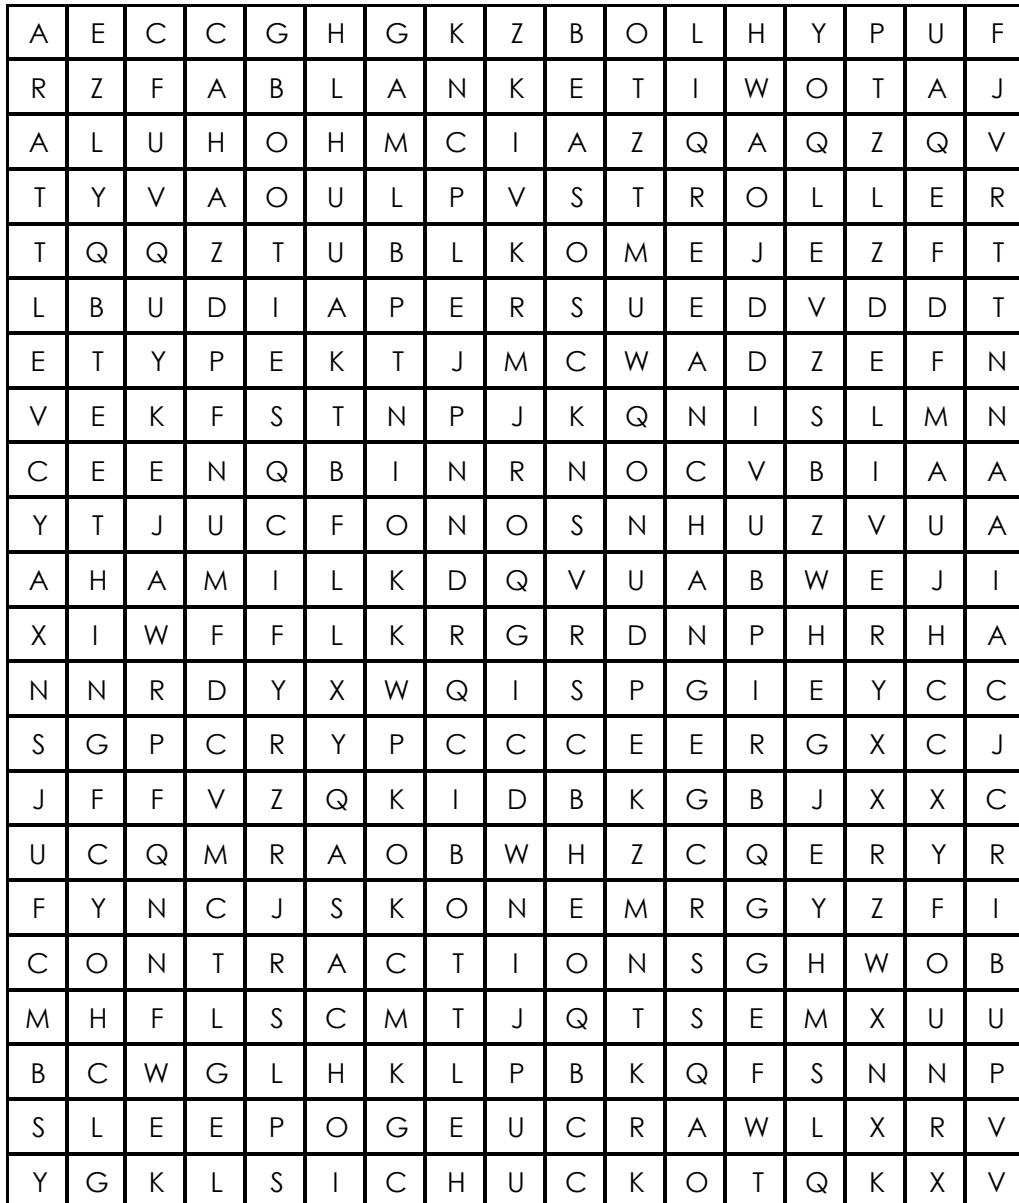 A E C C G H G K Z B O L H Y P U F
R Z F A B L A N K E T I W O T A J
A L U H O H M C I A Z Q A Q Z Q V
T Y V A O U L P V S T R O L L E R
T Q Q Z T U B L K O M E J E Z F T
L B U D I A P E R S U E D V D D T
E T Y P E K T J M C W A D Z E F N
V E K F S T N P J K Q N I S L M N
C E E N Q B I N R N O C V B I A A
Y T J U C F O N O S N H U Z V U A
A H A M I L K D Q V U A B W E J I
X I W F F L K R G R D N P H R H A
N N R D Y X W Q I S P G I E Y C C
S G P C R Y P C C C E E R G X C J
J F F V Z Q K I D B K G B J X X C
U C Q M R A O B W H Z C Q E R Y R
F Y N C J S K O N E M R G Y Z F I
C O N T R A C T I O N S G H W O B
M H F L S C M T J Q T S E M X U U
B C W G L H K L P B K Q F S N N P
S L E E P O G E U C R A W L X R V
Y G K L S I C H U C K O T Q K X V